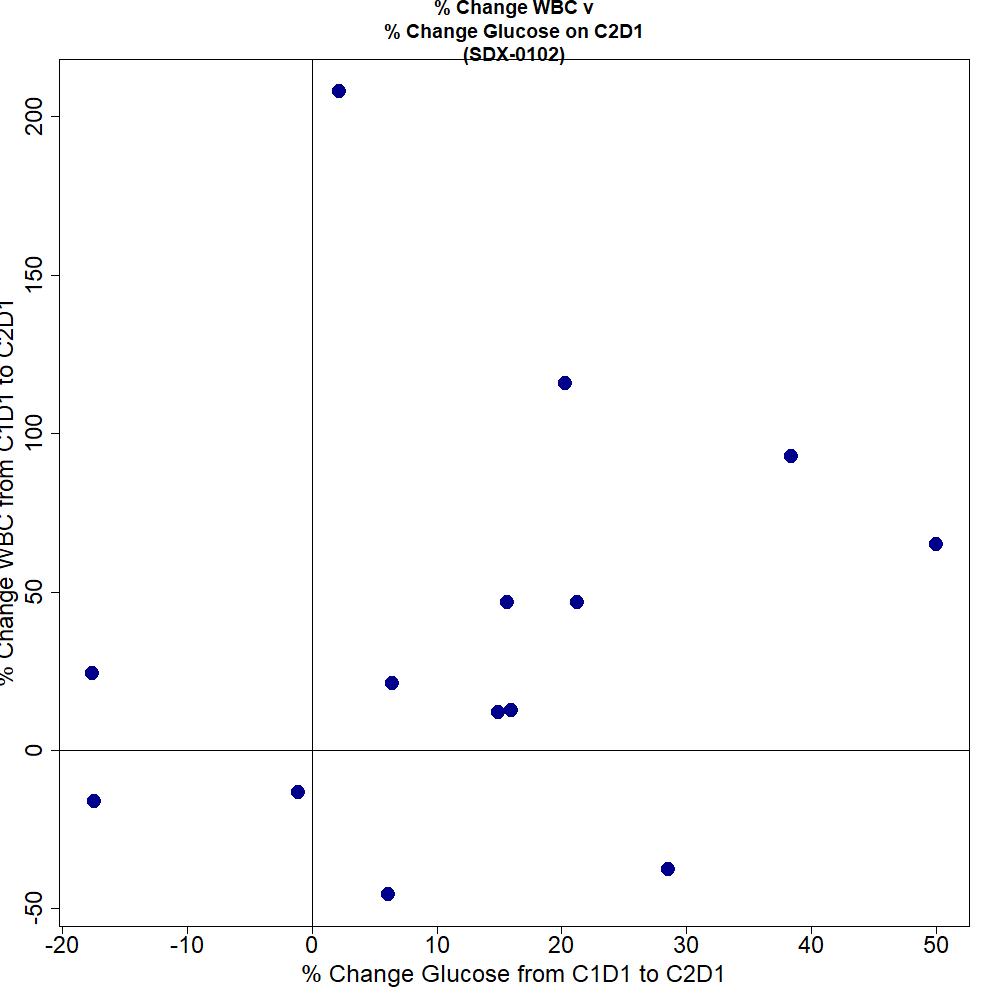 % Change WBC v
% Change Glucose on C2D1
(SDX-0102)
% Change WBC from C1D1 to C2D1
200
150
100
50
0
-50
-20 -10 0 10 20 30 40 50
% Change Glucose from C1D1 to C2D1